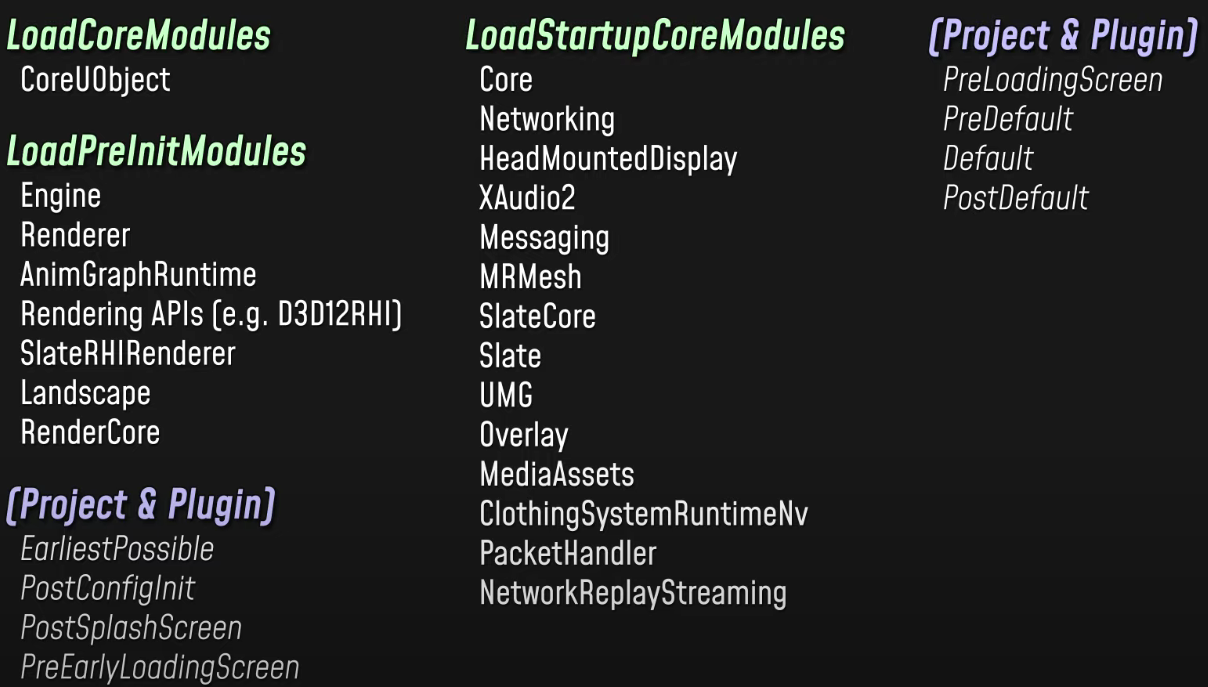 LoadCoreModules
CoreUObject
LoadPreInitModules
Engine
Renderer
AnimGraphRuntime
Rendering APIs (e.g. D3D12RHI)
SlateRHIRenderer
Landscape
RenderCore
(Project & Plugin)
EarliestPossible
PostConfigInit
PostSplashScreen
PreEarlyLoadingScreen
LoadStartupCoreModules
Core
Networking
HeadMountedDisplay
XAudio2
Messaging
MRMesh
SlateCore
Slate
UMG
Overlay
MediaAssets
ClothingSystemRuntimeNv
PacketHandler
NetworkReplayStreaming
(Project & Plugin)
PreLoadingScreen
PreDefault
Default
PostDefault